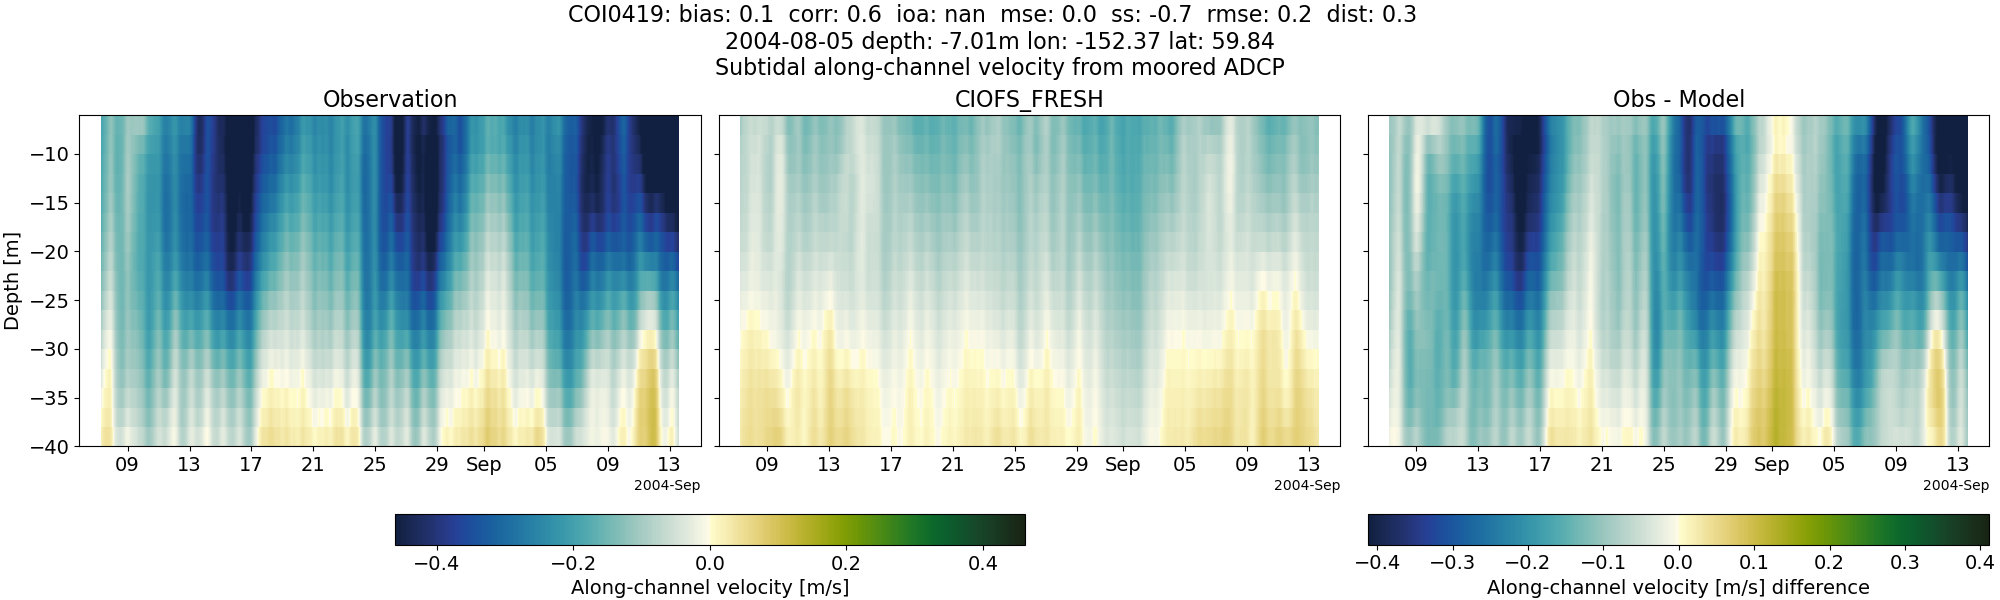 COI0419: bias: 0.1  corr: 0.6  ioa: nan  mse: 0.0  ss: -0.7  rmse: 0.2  dist: 0.3
2004-08-05 depth: -7.01m lon: -152.37 lat: 59.84
Subtidal along-channel velocity from moored ADCP
Observation
CIOFS_FRESH
Obs - Model
Depth [m]
−10
−15
−20
−25
−30
−35
−40
09 13 17 21 25 29 Sep 05 09 13
2004-Sep
09 13 17 21 25 29 Sep 05 09 13
2004-Sep
09 13 17 21 25 29 Sep 05 09 13
2004-Sep
−0.4 −0.2 0.0 0.2 0.4
Along-channel velocity [m/s]
−0.4 −0.3 −0.2 −0.1 0.0 0.1 0.2 0.3 0.4
Along-channel velocity [m/s] difference